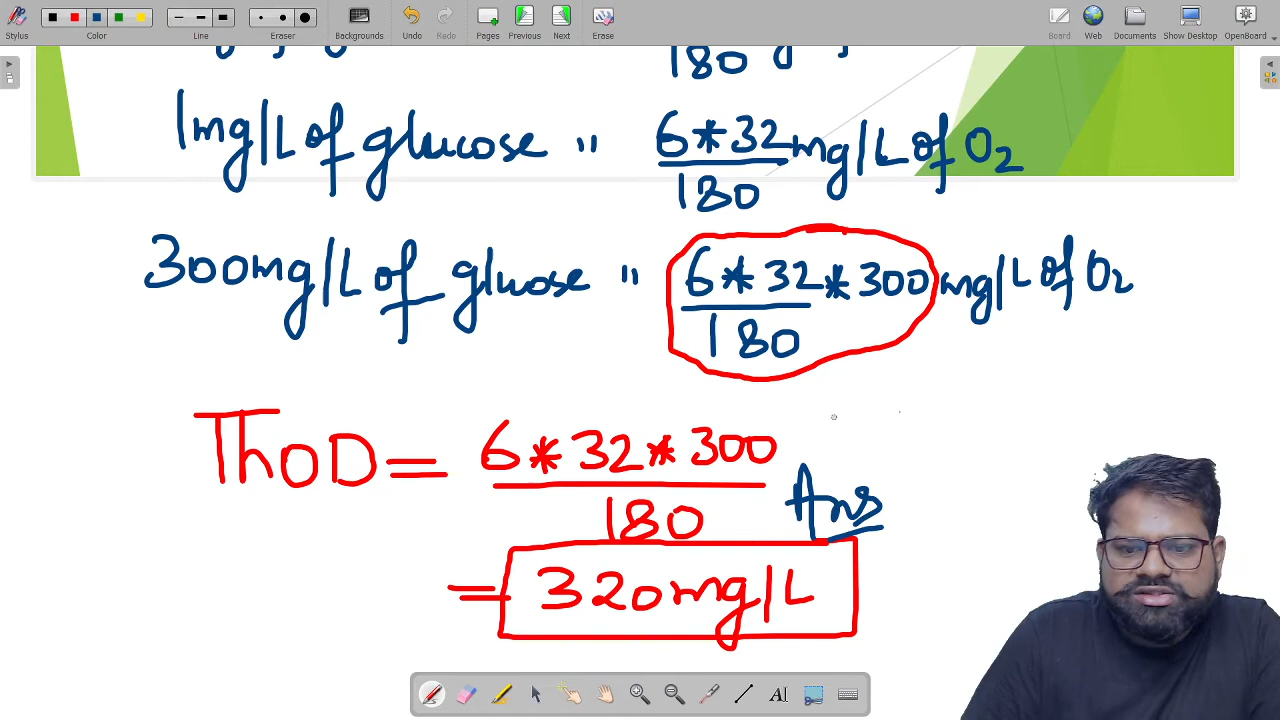 Stylus Color Line Eraser Backgrounds Undo Redo Pages Previous Next Erase Board Web Documents Show Desktop OpenBoard
180
1mg/L of glucose " 6*32/180 mg/L of O2
300mg/L of glucose " 6*32/180 *300 mg/L of O2
ThOD = 6*32*300
180
Ans
= 320mg/L